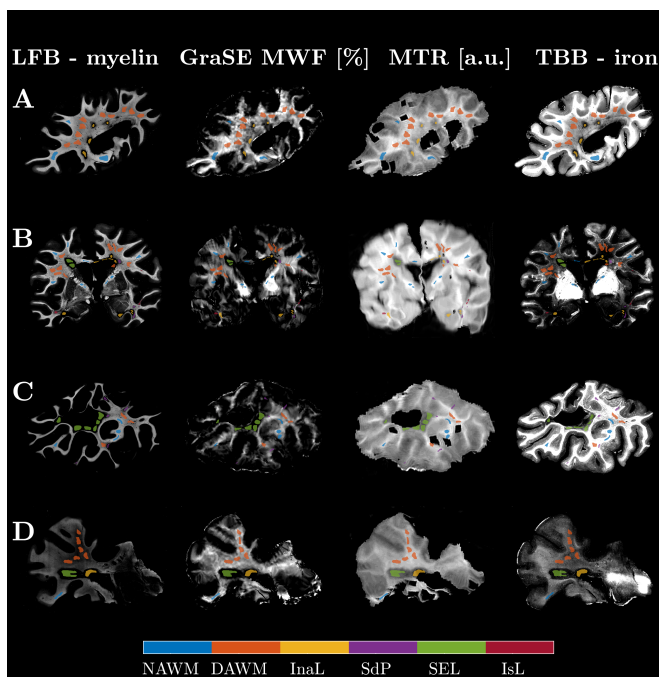 LFB - myelin GraSE MWF [%] MTR [a.u.] TBB - iron
A
B
C
D
NAWM DAWM InaL SdP SEL IsL